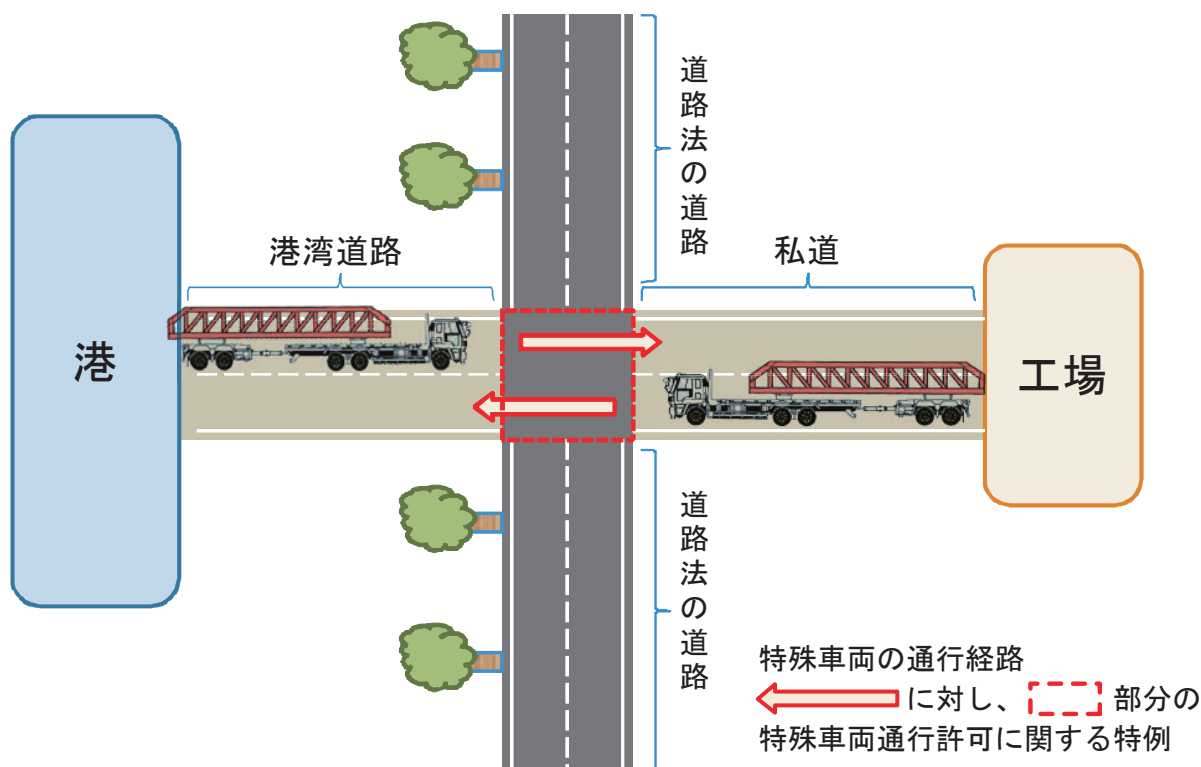 道路法の道路
港湾道路
私道
港
工場
道路法の道路
特殊車両の通行経路
に対し、部分の
特殊車両通行許可に関する特例